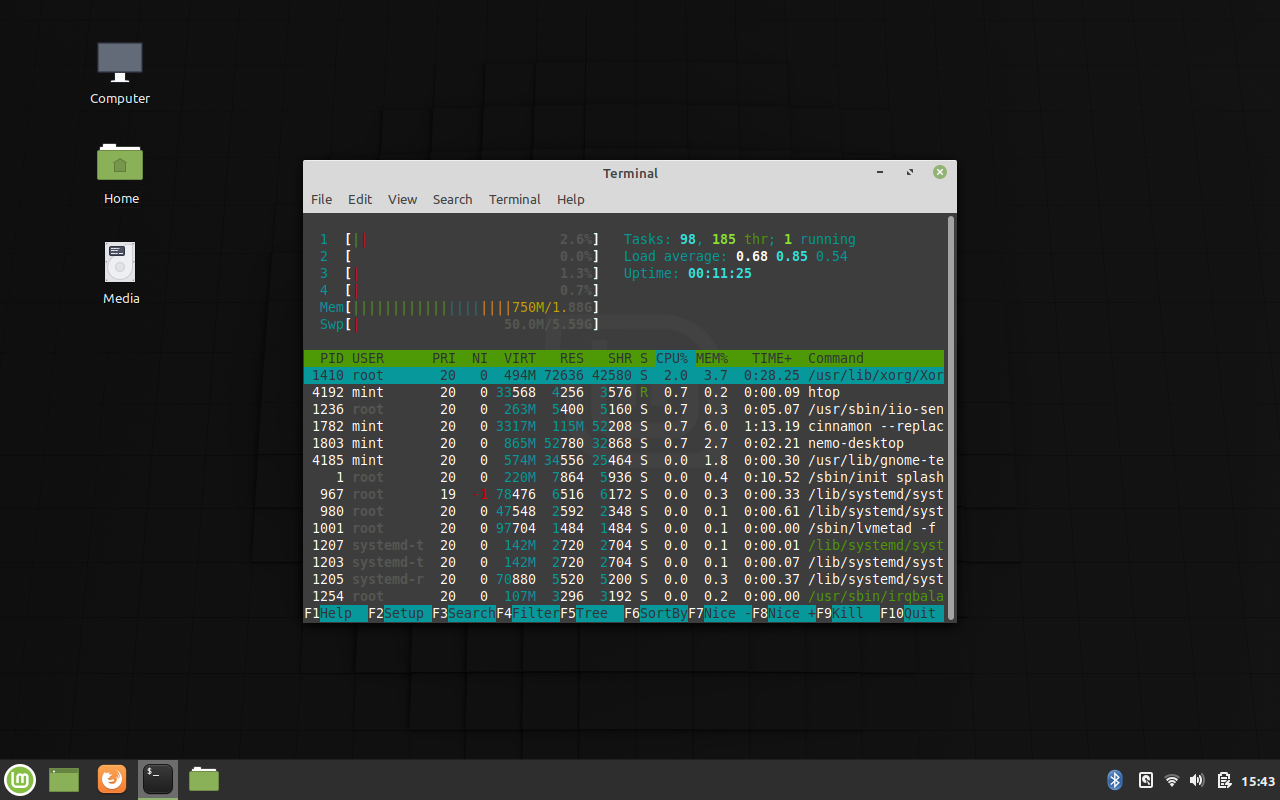 Computer
Home
Media
Terminal
File Edit View Search Terminal Help
1 [|| 2.6%] Tasks: 98, 185 thr; 1 running
2 [ 0.0%] Load average: 0.68 0.85 0.54
3 [| 1.3%] Uptime: 00:11:25
4 [| 0.7%]
Mem[||||||||||||||||||||750M/1.88G]
Swp[| 50.0M/5.59G]
PID USER PRI NI VIRT RES SHR S CPU% MEM% TIME+ Command
1410 root 20 0 494M 72636 42580 S 2.0 3.7 0:28.25 /usr/lib/xorg/Xor
4192 mint 20 0 33568 4256 3576 R 0.7 0.2 0:00.09 htop
1236 root 20 0 263M 5400 5160 S 0.7 0.3 0:05.07 /usr/sbin/iio-sen
1782 mint 20 0 3317M 115M 52208 S 0.7 6.0 1:13.19 cinnamon --replac
1803 mint 20 0 865M 52780 32868 S 0.7 2.7 0:02.21 nemo-desktop
4185 mint 20 0 574M 34556 25464 S 0.0 1.8 0:00.30 /usr/lib/gnome-te
1 root 20 0 220M 7864 5936 S 0.0 0.4 0:10.52 /sbin/init splash
967 root 19 -1 78476 6516 6172 S 0.0 0.3 0:00.33 /lib/systemd/syst
980 root 20 0 47548 2592 2348 S 0.0 0.1 0:00.61 /lib/systemd/syst
1001 root 20 0 97704 1484 1484 S 0.0 0.1 0:00.00 /sbin/lvmetad -f
1207 systemd-t 20 0 142M 2720 2704 S 0.0 0.1 0:00.01 /lib/systemd/syst
1203 systemd-t 20 0 142M 2720 2704 S 0.0 0.1 0:00.07 /lib/systemd/syst
1205 systemd-r 20 0 70880 5520 5200 S 0.0 0.3 0:00.37 /lib/systemd/syst
1254 root 20 0 107M 3296 3192 S 0.0 0.2 0:00.00 /usr/sbin/irqbala
F1Help F2Setup F3SearchF4FilterF5Tree F6SortByF7Nice -F8Nice +F9Kill F10Quit
$_
15:43